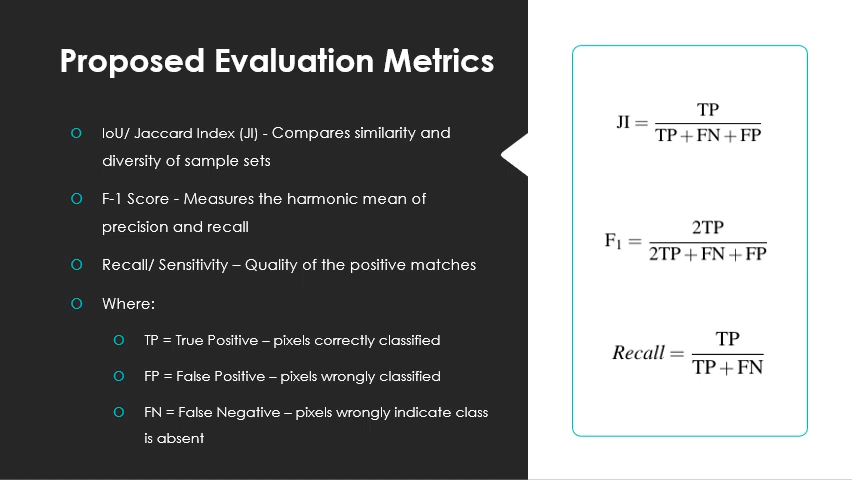 Proposed Evaluation Metrics
O IoU/ Jaccard Index (JI) - Compares similarity and
diversity of sample sets
O F-1 Score - Measures the harmonic mean of
precision and recall
O Recall/ Sensitivity – Quality of the positive matches
O Where:
O TP = True Positive – pixels correctly classified
O FP = False Positive – pixels wrongly classified
O FN = False Negative – pixels wrongly indicate class
is absent
JI = TP / TP + FN + FP
F₁ = 2TP / 2TP + FN + FP
Recall = TP / TP + FN